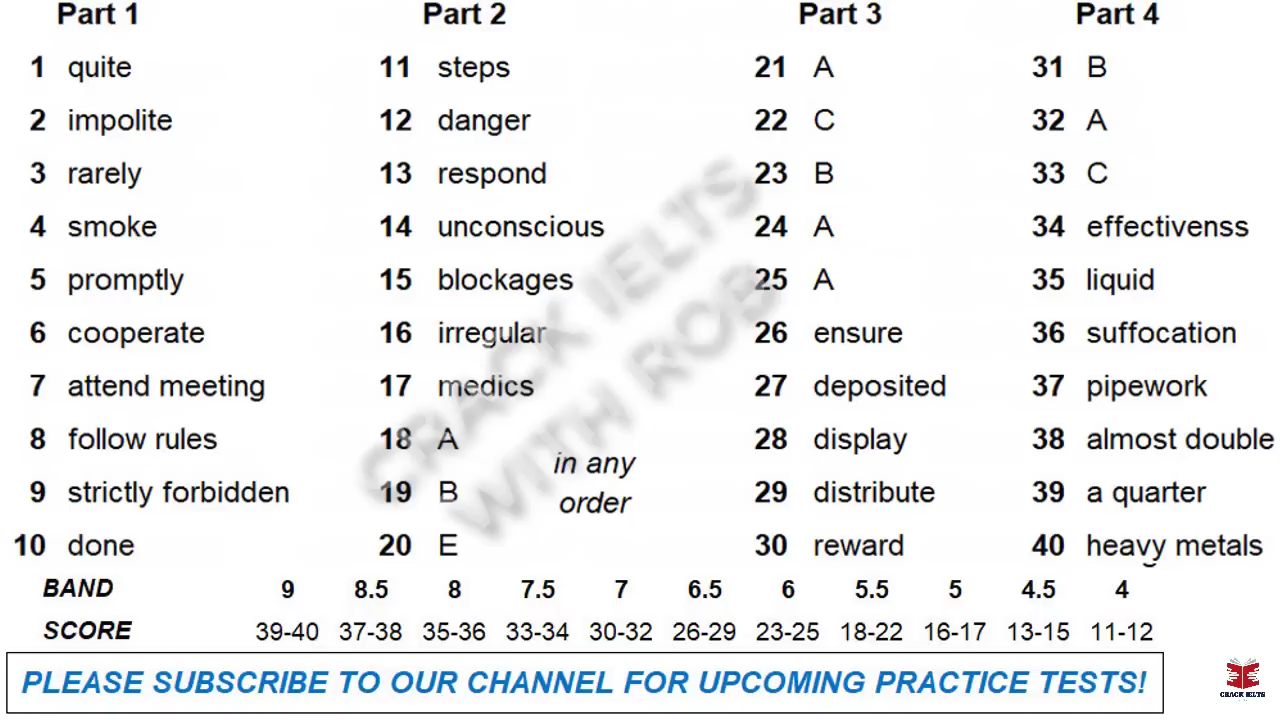 Part 1 Part 2 Part 3 Part 4
1 quite 11 steps 21 A 31 B
2 impolite 12 danger 22 C 32 A
3 rarely 13 respond 23 B 33 C
4 smoke 14 unconscious 24 A 34 effectivenss
5 promptly 15 blockages 25 A 35 liquid
6 cooperate 16 irregular 26 ensure 36 suffocation
7 attend meeting 17 medics 27 deposited 37 pipework
8 follow rules 18 A 28 display 38 almost double
in any
9 strictly forbidden 19 B 29 distribute 39 a quarter
order
10 done 20 E 30 reward 40 heavy metals
BAND 9 8.5 8 7.5 7 6.5 6 5.5 5 4.5 4
SCORE 39-40 37-38 35-36 33-34 30-32 26-29 23-25 18-22 16-17 13-15 11-12
PLEASE SUBSCRIBE TO OUR CHANNEL FOR UPCOMING PRACTICE TESTS!
CRACK IELTS
WITH ROB
CRACK IELTS